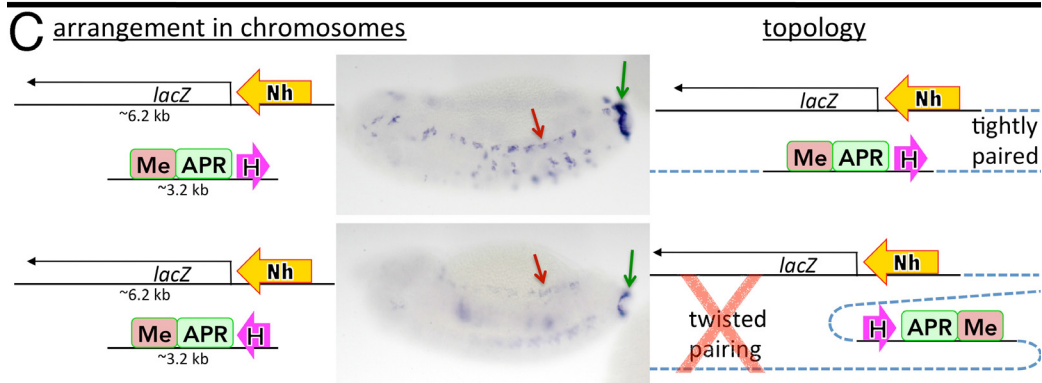 C arrangement in chromosomes topology
lacZ Nh
~6.2 kb
Me APR H
~3.2 kb
lacZ Nh
tightly
paired
Me APR H
lacZ Nh
~6.2 kb
Me APR H
~3.2 kb
lacZ Nh
twisted
pairing
H APR Me